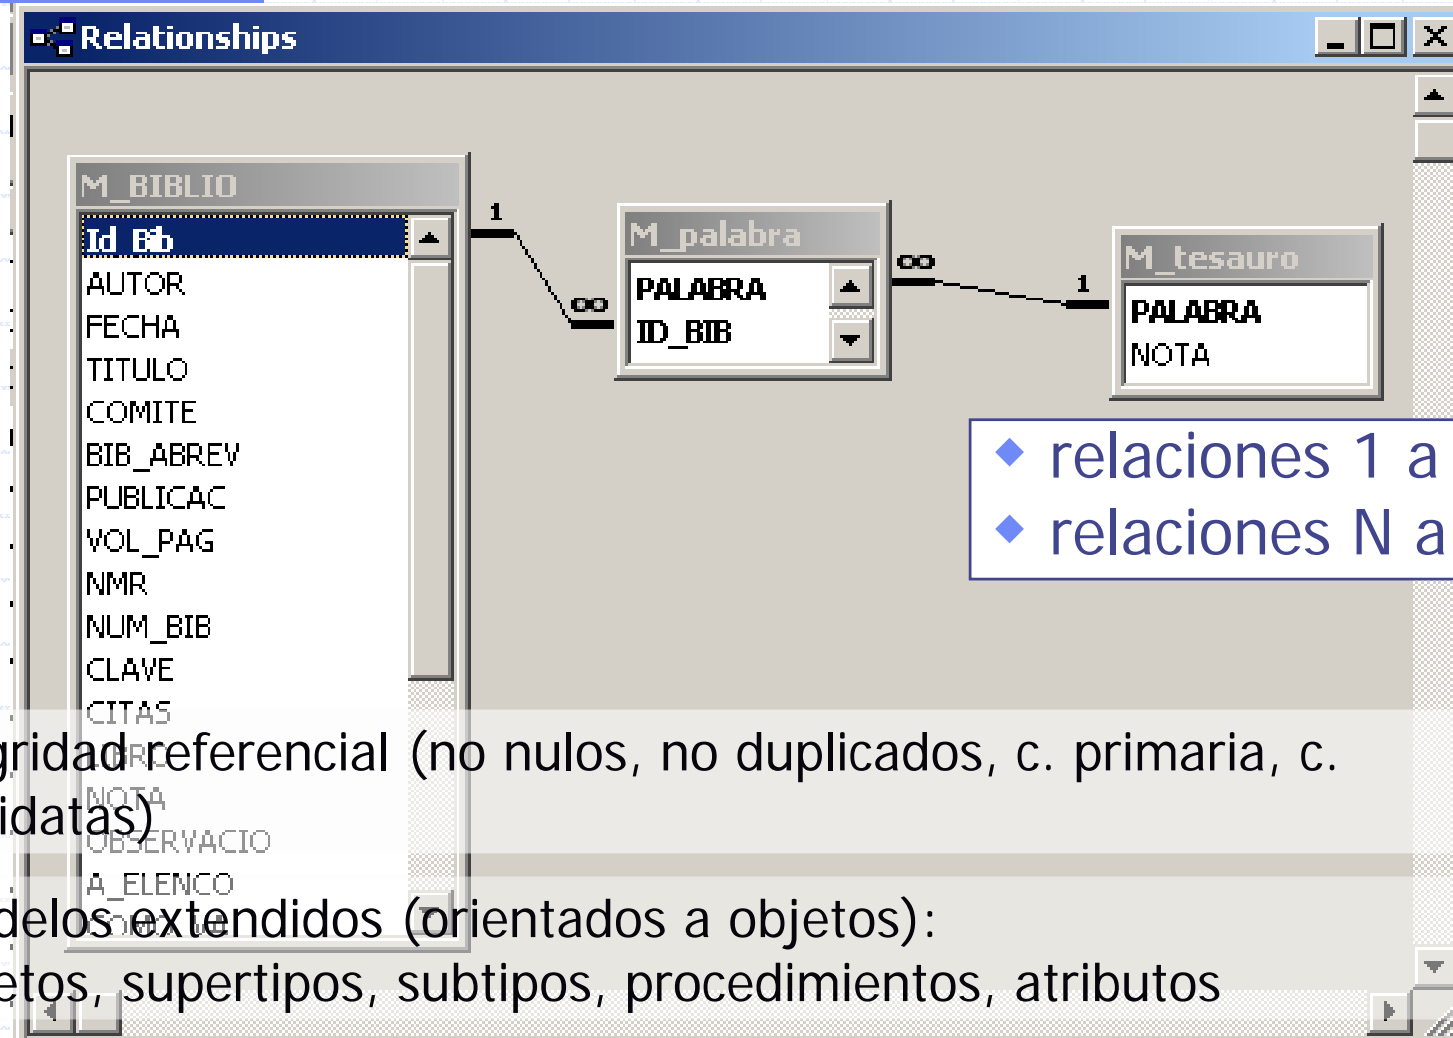 Relationships
M_BIBLIO
Id_Bib
AUTOR
FECHA
TITULO
COMITE
BIB_ABREV
PUBLICAC
VOL_PAG
NMR
NUM_BIB
CLAVE
CITAS
LIBRO
NOTA
OBSERVACIO
A_ELENCO
1
∞
M_palabra
PALABRA
ID_BIB
∞
1
M_tesauro
PALABRA
NOTA
relaciones 1 a
relaciones N a
gridad referencial (no nulos, no duplicados, c. primaria, c.
idatas)
delos extendidos (orientados a objetos):
etos, supertipos, subtipos, procedimientos, atributos